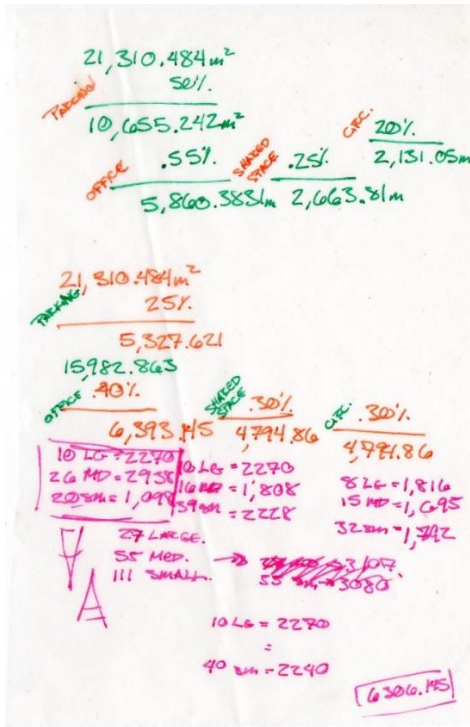 21,310.484m²
50%
PARKING
10,655.242m²
.55%
OFFICE
5,860.3831m
SHARED SPACE
.25%
2,663.81m
CIRC.
20%
2,131.05m
21,310.484m²
PARKING
25%
5,327.621
15,982.863
OFFICE
.40%
6,393.145
SHARED SPACE
.30%
4,794.86
CIRC.
.30%
4,794.86
10 LG = 2270
26 MD = 2938
20 SM = 1,098
10 LG = 2270
16 MD = 1,808
39 SM = 2228
8 LG = 1,816
15 MD = 1,695
32 SM = 1,792
27 LARGE.
55 MED.
111 SMALL.
55 SM = 3080
10 LG = 2270
=
40 SM = 2240
6306.145